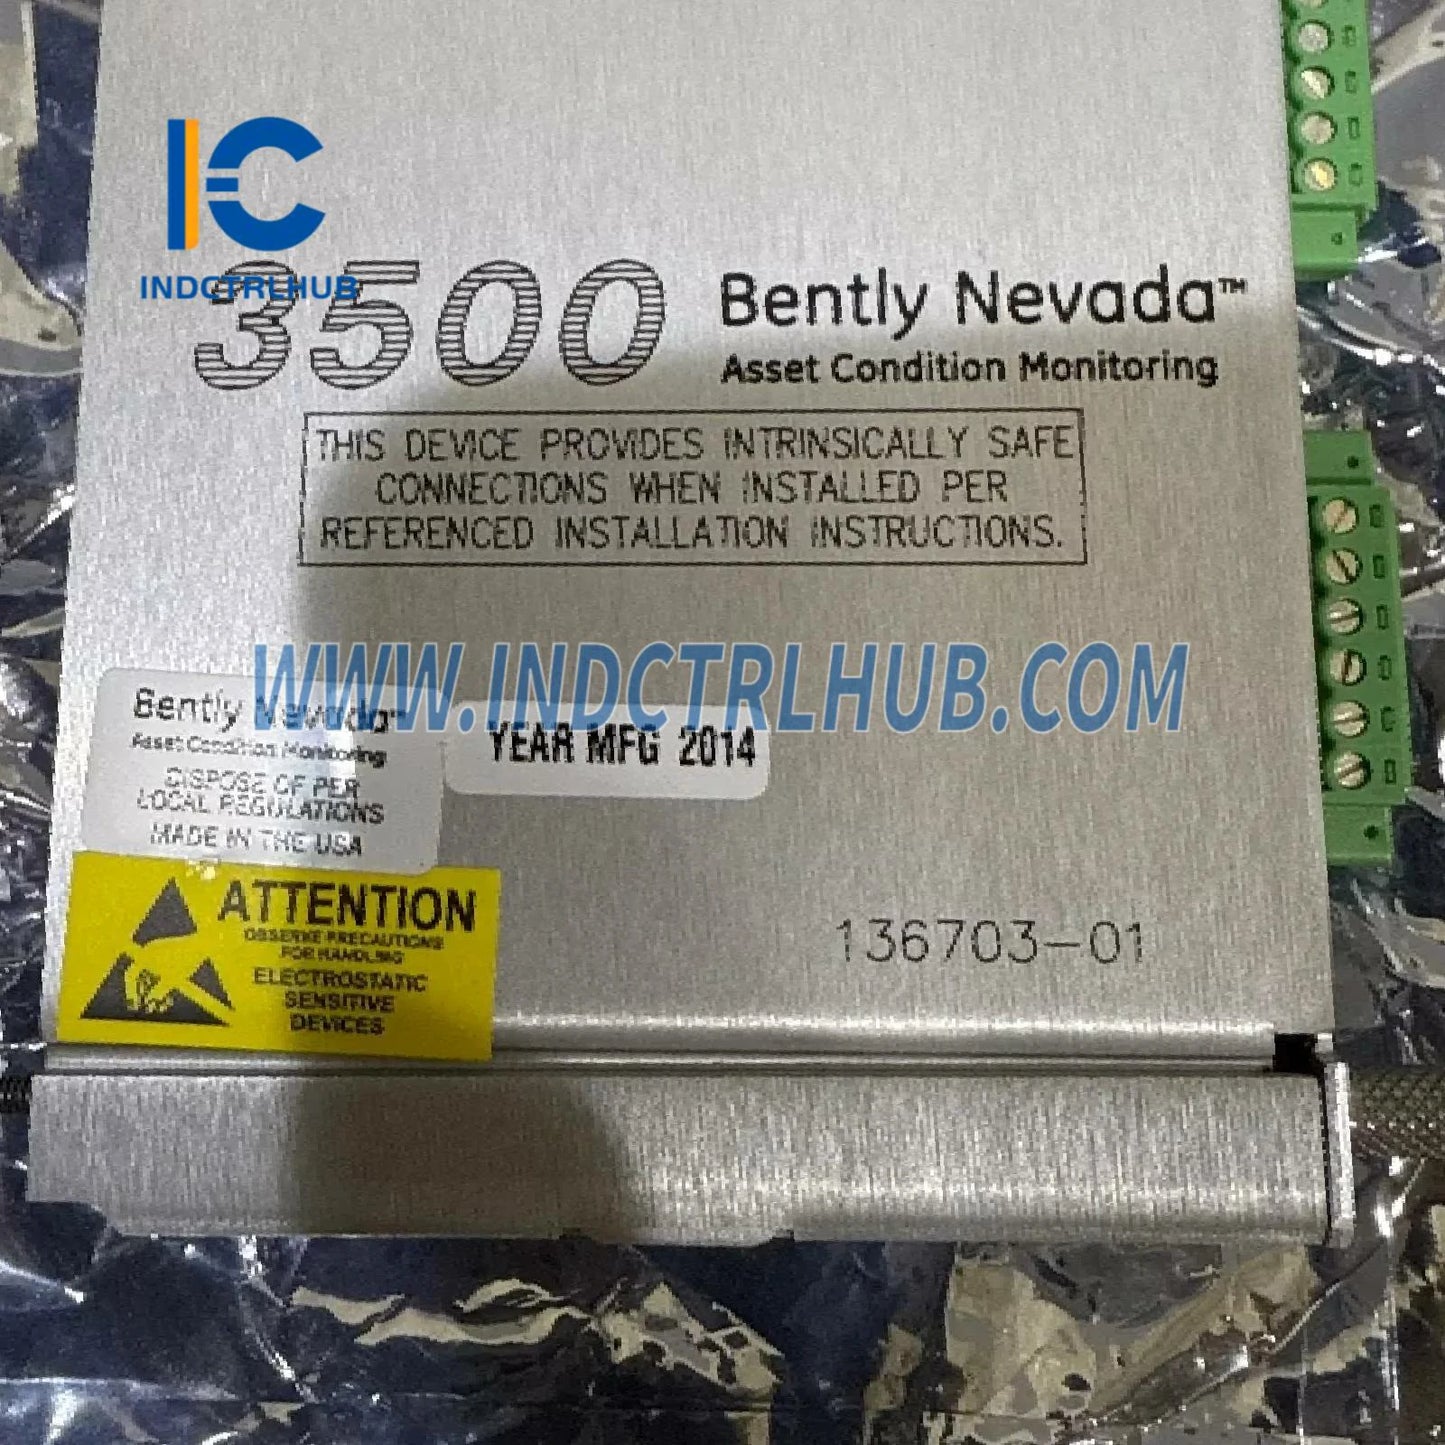 INDCTRLHUB
3500
Bently Nevada™
Asset Condition Monitoring
THIS DEVICE PROVIDES INTRINSICALLY SAFE
CONNECTIONS WHEN INSTALLED PER
REFERENCED INSTALLATION INSTRUCTIONS.
WWW.INDCTRLHUB.COM
Bently Nevada™
Asset Condition Monitoring
DISPOSE OF PER
LOCAL REGULATIONS
MADE IN THE USA
YEAR MFG 2014
ATTENTION
OBSERVE PRECAUTIONS
FOR HANDLING
ELECTROSTATIC
SENSITIVE
DEVICES
136703-01